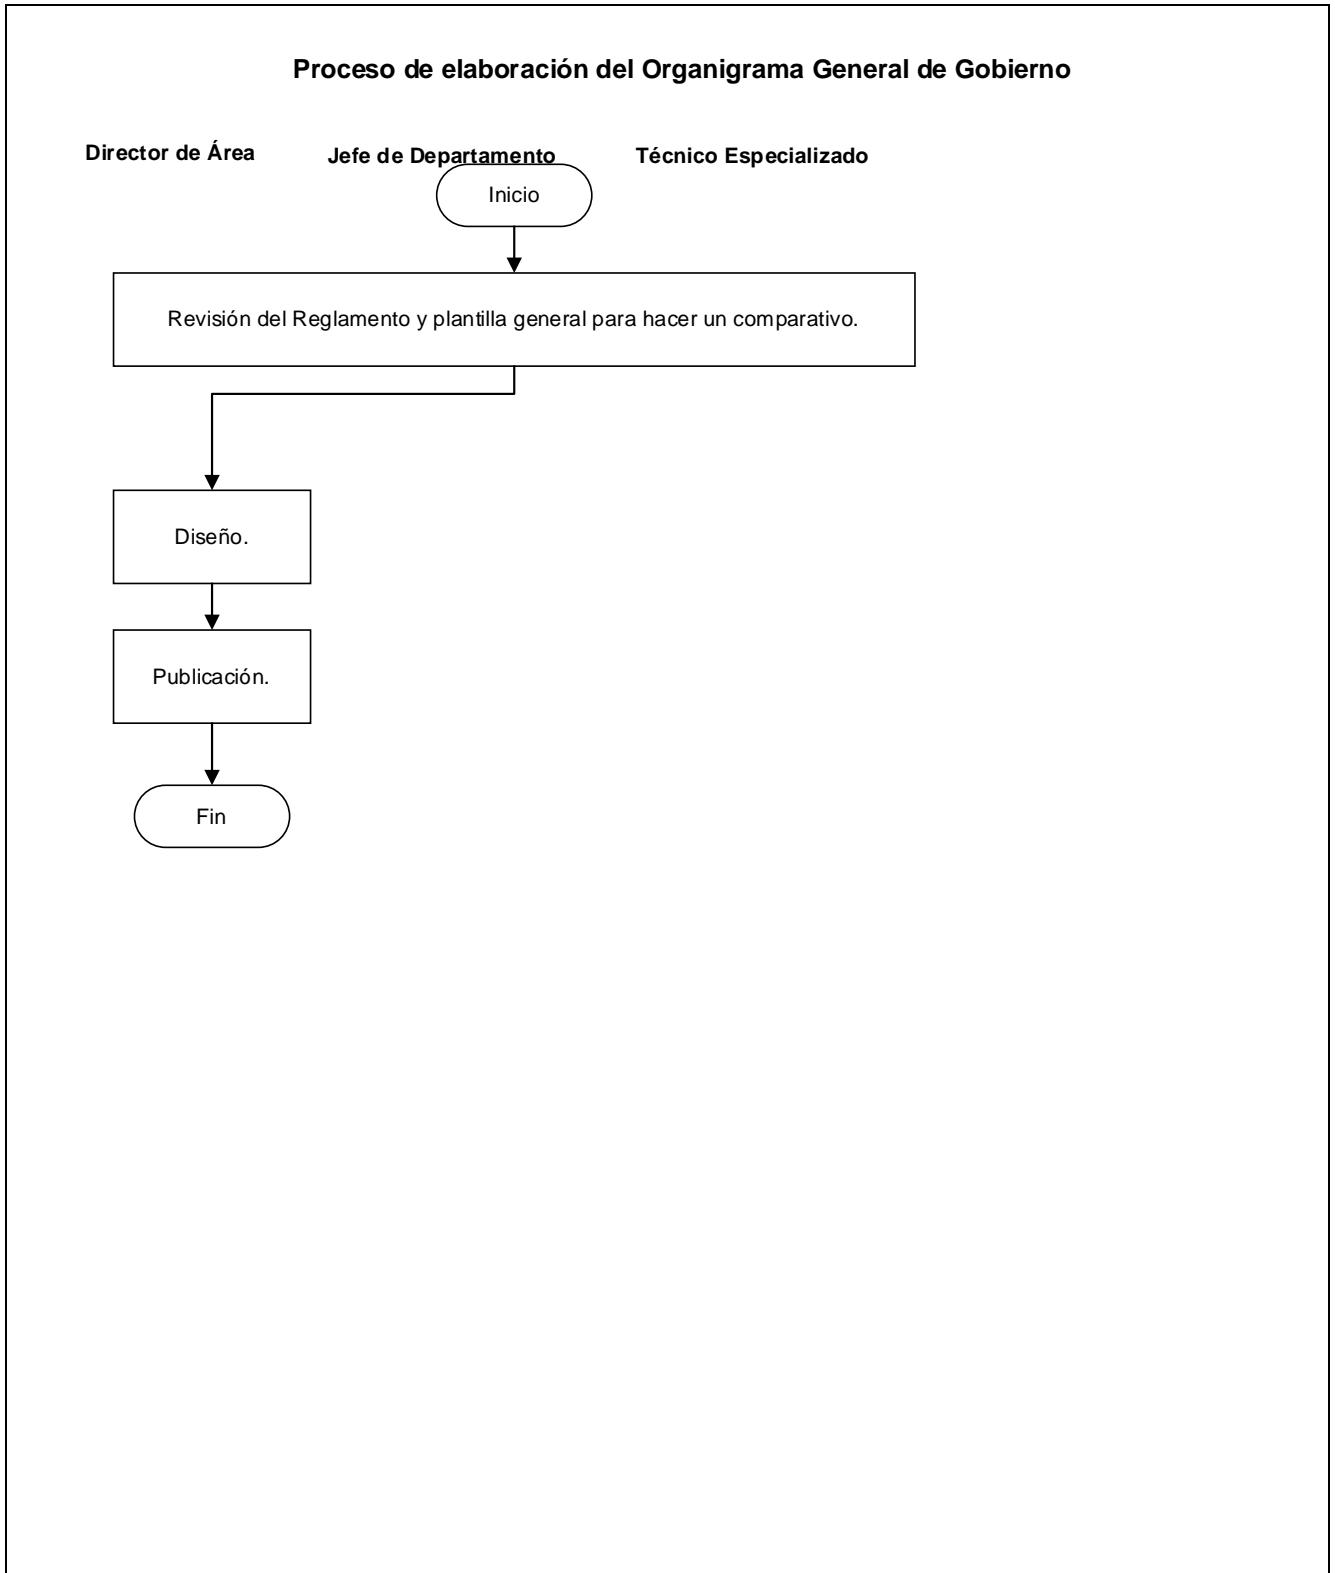 Proceso de elaboración del Organigrama General de Gobierno
Director de Área
Jefe de Departamento
Técnico Especializado
Inicio
Revisión del Reglamento y plantilla general para hacer un comparativo.
Diseño.
Publicación.
Fin